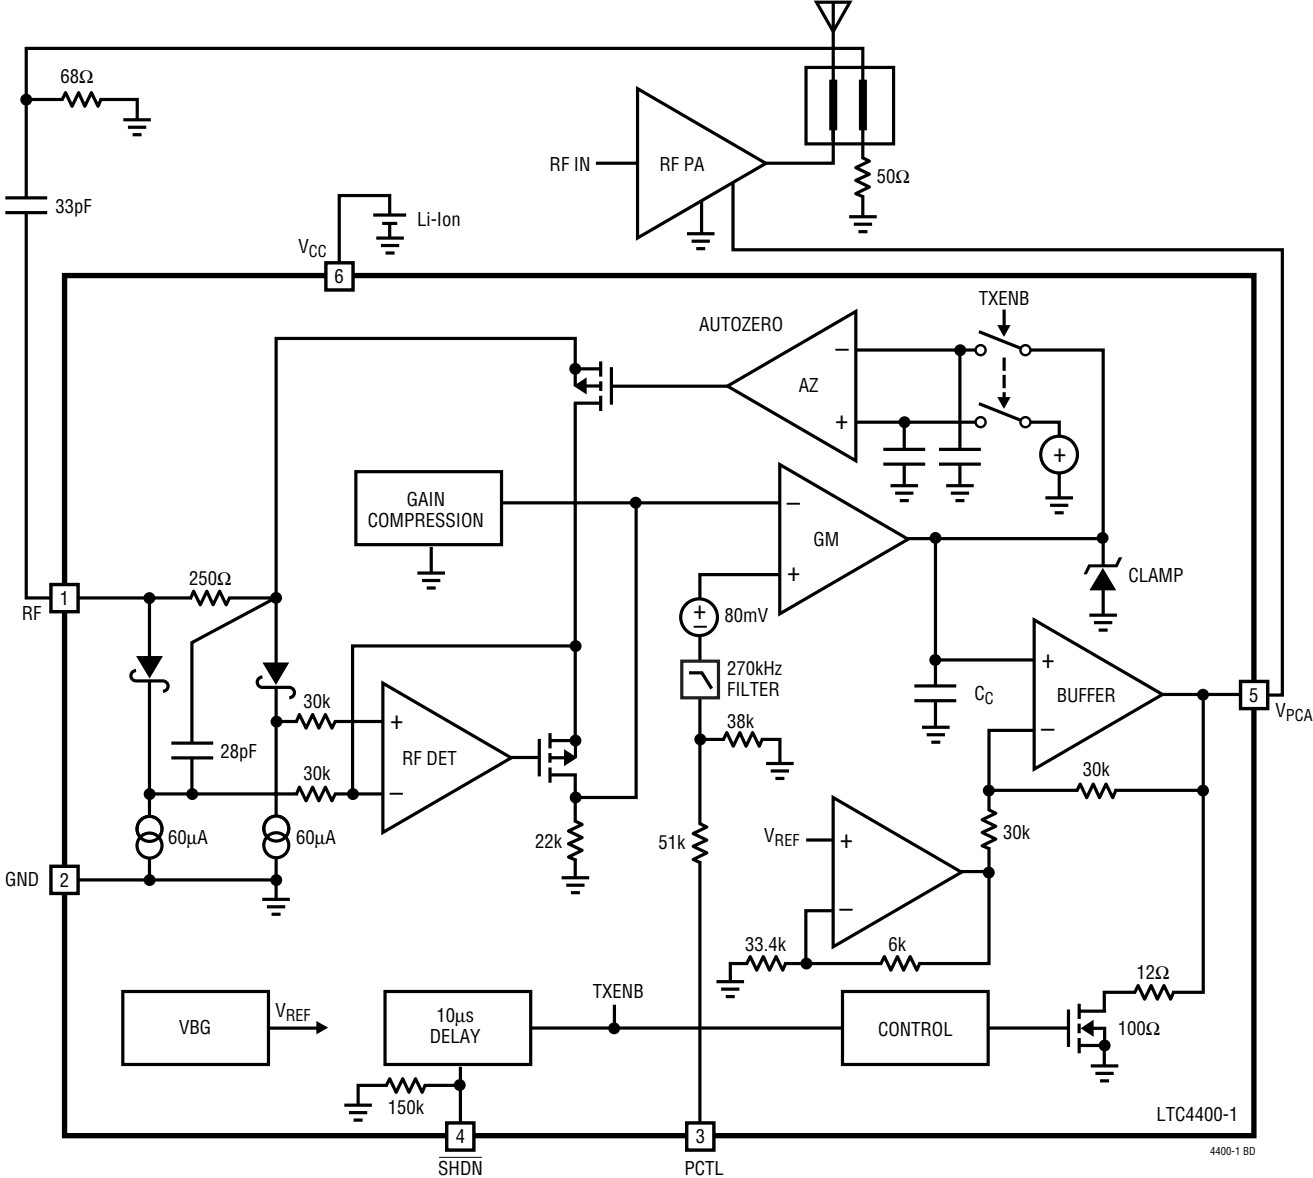 68Ω
RF IN
RF PA
50Ω
33pF
Li-Ion
VCC
6
TXENB
AUTOZERO
−
AZ
+
+
GAIN
COMPRESSION
−
GM
+
CLAMP
250Ω
1
RF
+
−
80mV
270kHz
FILTER
+
BUFFER
−
CC
5
VPCA
30k
+
RF DET
−
38k
28pF
30k
30k
60µA
60µA
22k
51k
VREF
+
−
30k
GND
2
33.4k
6k
12Ω
VBG
VREF
10µs
DELAY
TXENB
CONTROL
100Ω
150k
LTC4400-1
4
3
SHDN
PCTL
4400-1 BD